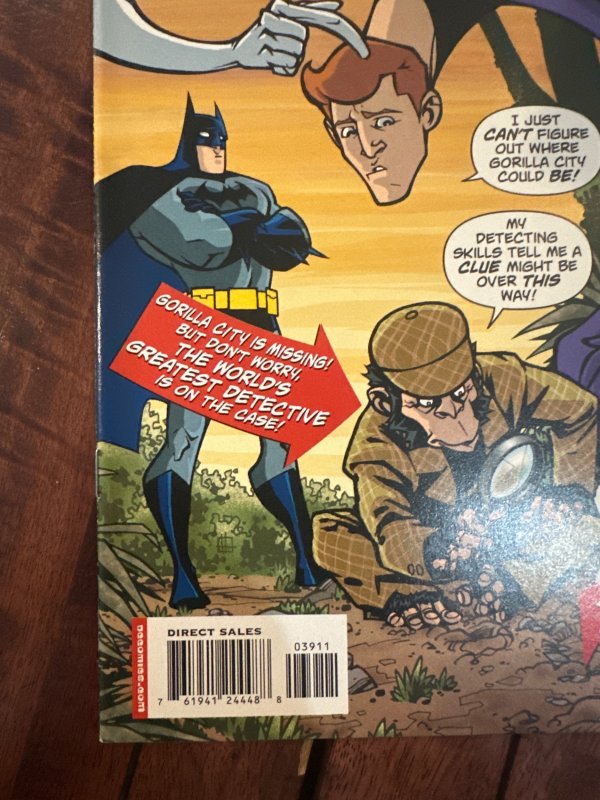 I JUST
CAN'T FIGURE
OUT WHERE
GORILLA CITY
COULD BE!
MY
DETECTING
SKILLS TELL ME A
CLUE MIGHT BE
OVER THIS
WAY!
GORILLA CITY IS MISSING!
BUT DON'T WORRY,
THE WORLD'S
GREATEST DETECTIVE
IS ON THE CASE!
DIRECT SALES
03911
7 61941 24448 8
dccomics.com